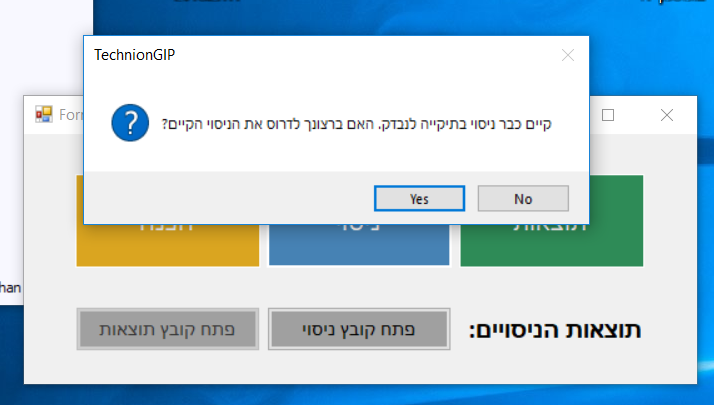 TechnionGIP
קיים כבר ניסוי בתיקייה לנבדק. האם ברצונך לדרוס את הניסוי הקיים?
Yes
No
תוצאות
תוצאות הניסויים:
פתח קובץ ניסוי
פתח קובץ תוצאות